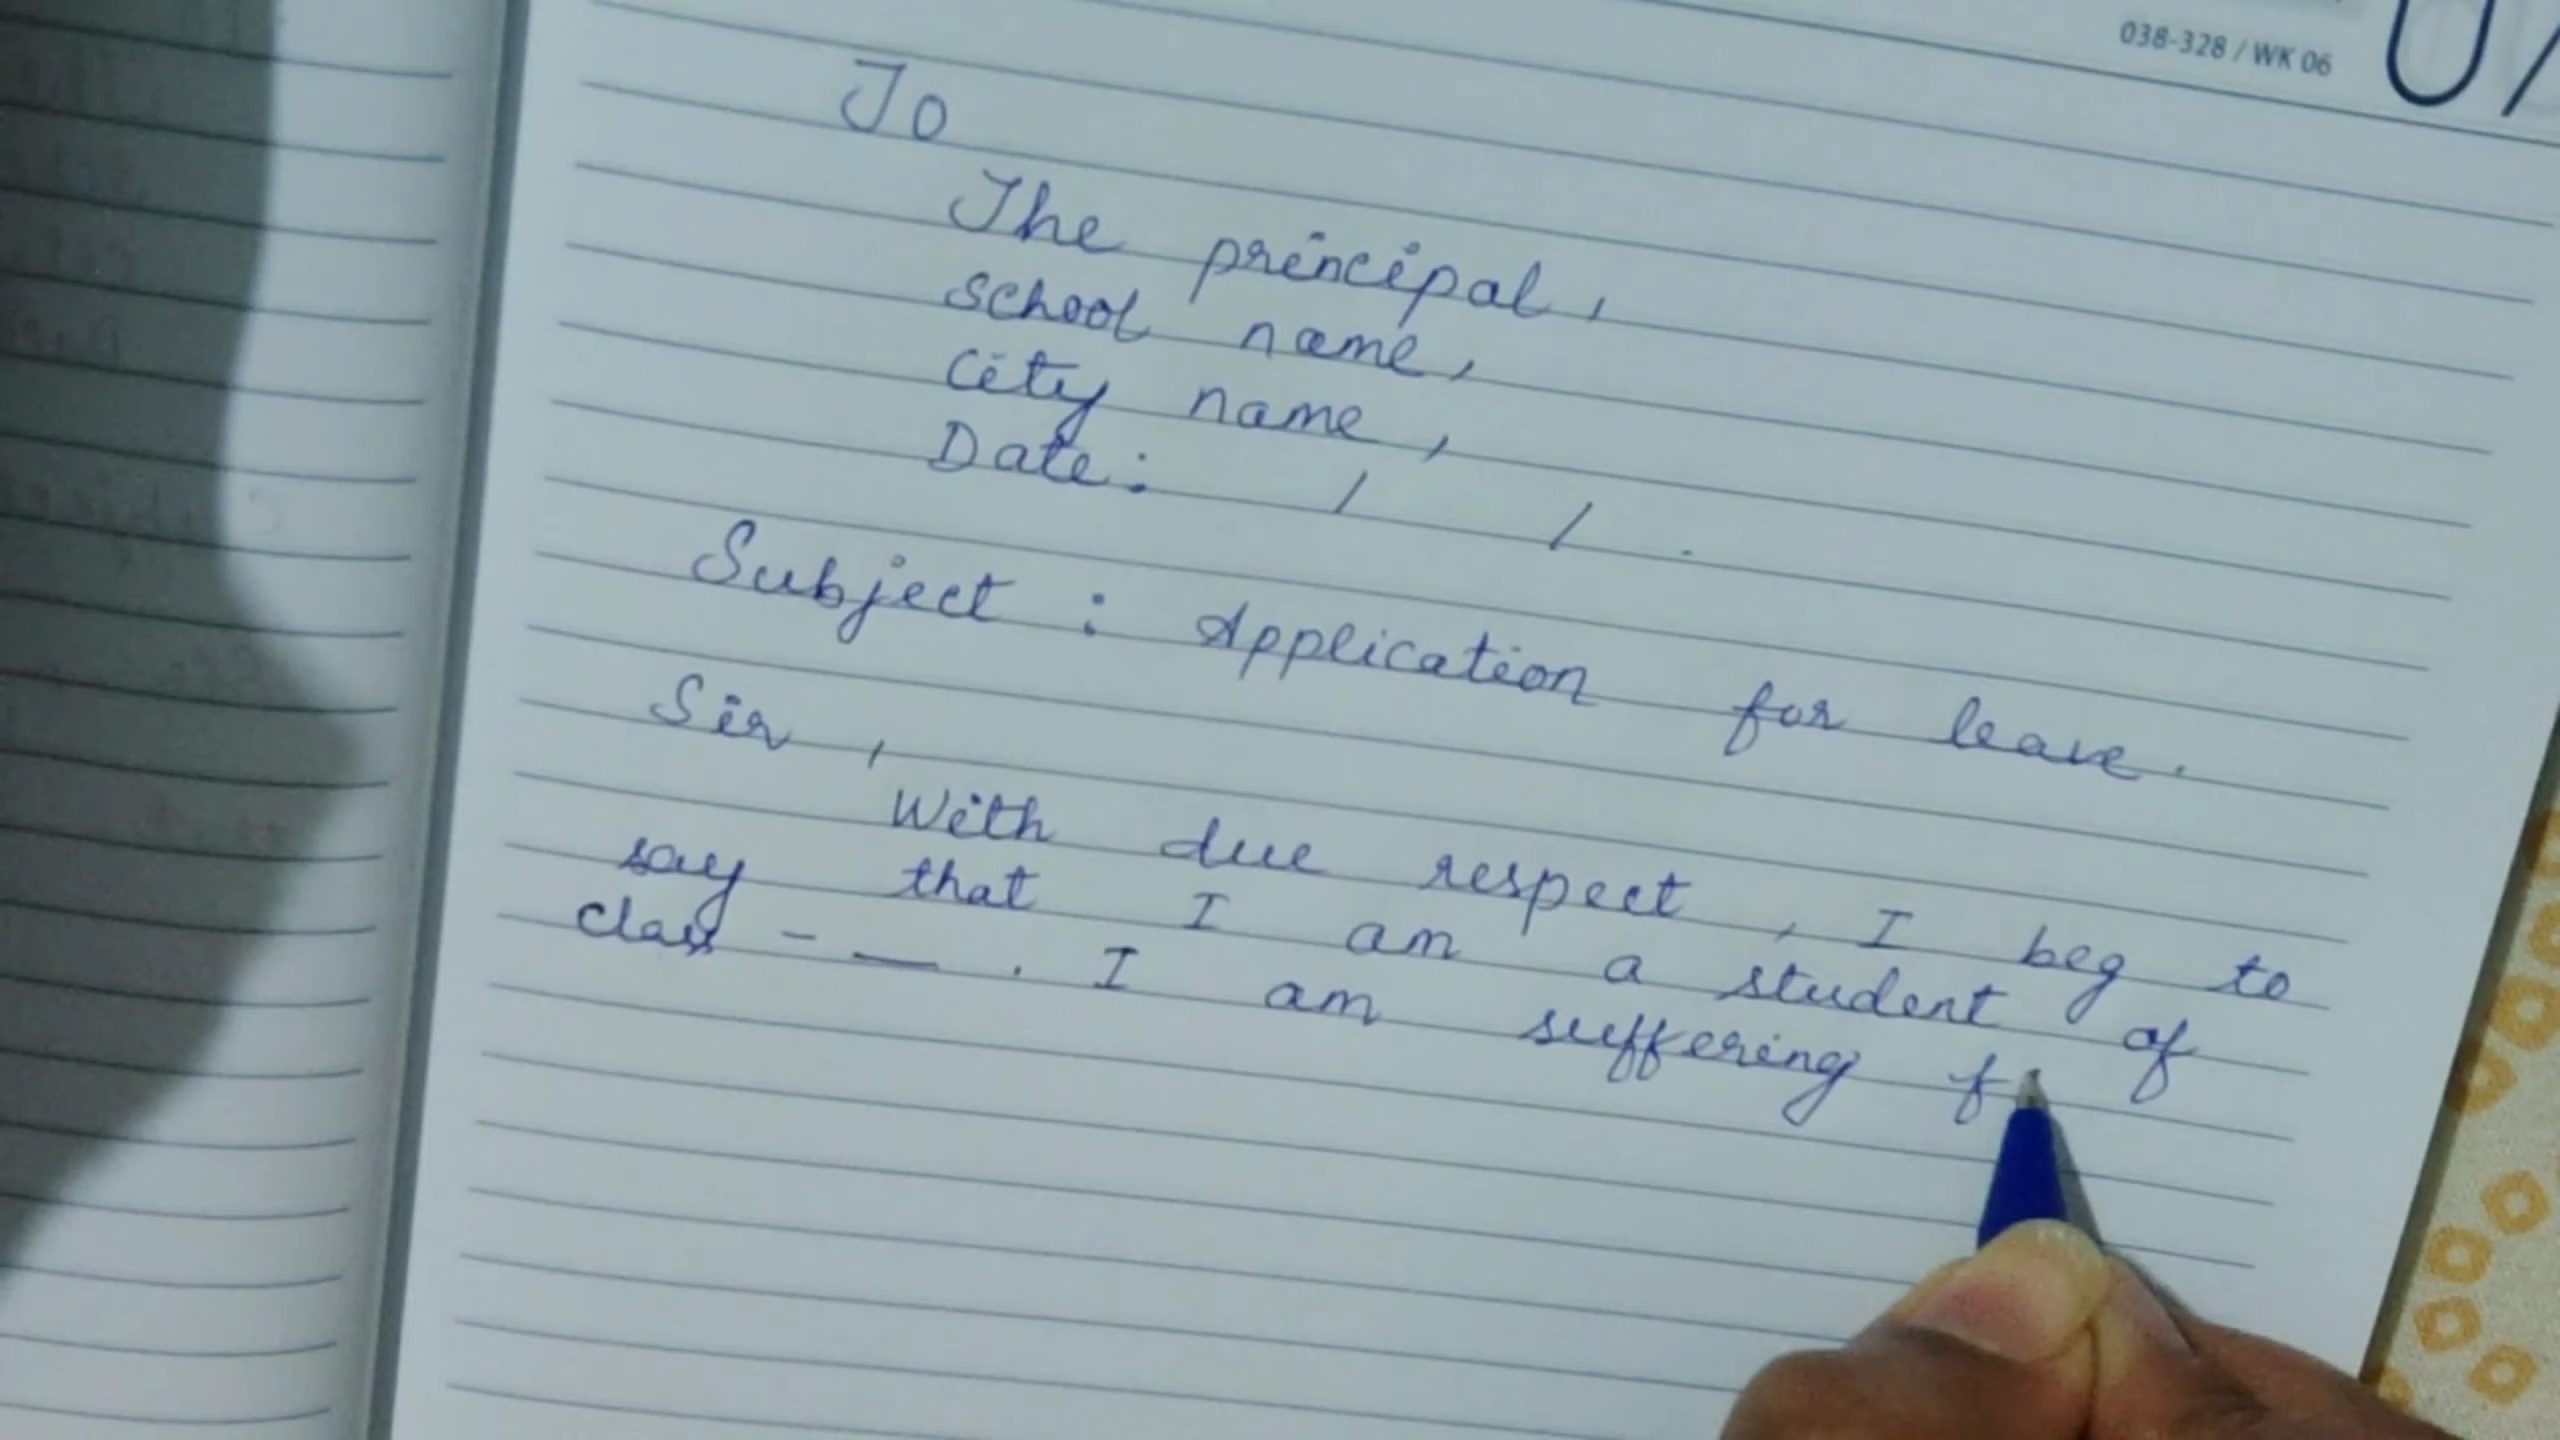 038-328 / WK 06
To
The principal,
School name,
City name,
Date: / / .
Subject : Application for leave.
Sir ,
With due respect, I beg to
say that I am a student of
class - — . I am suffering f